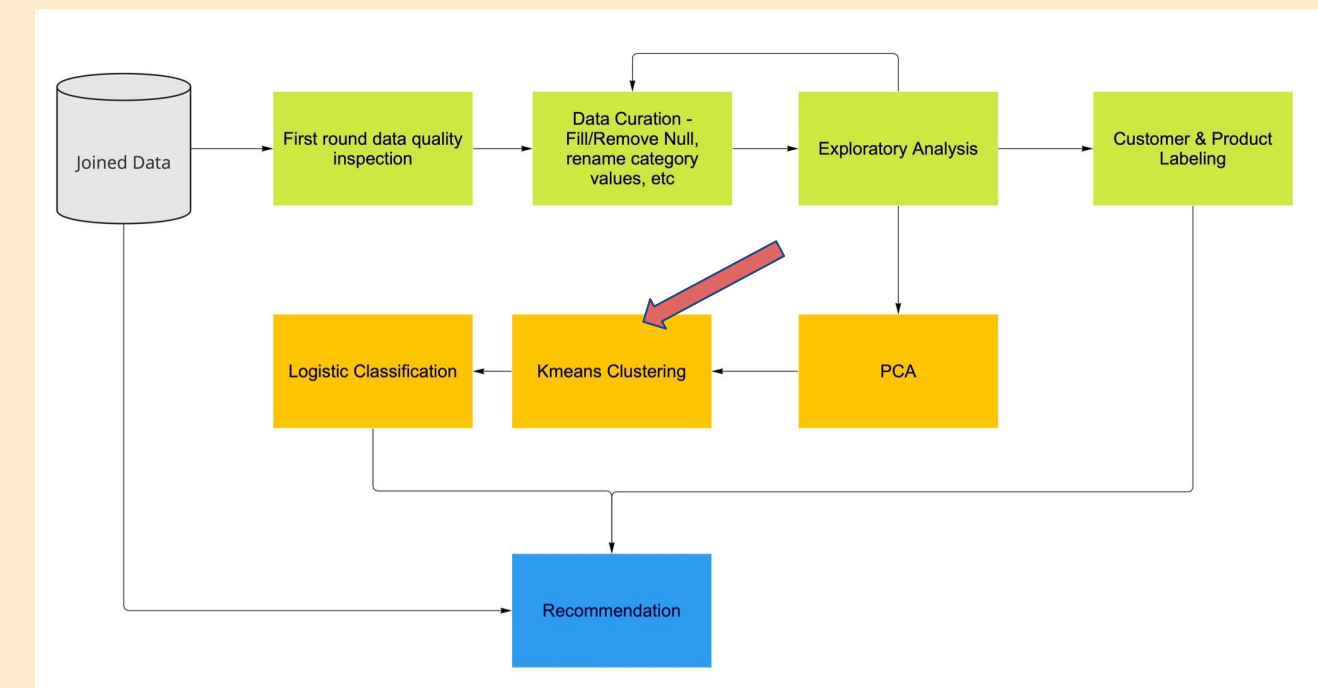 Joined Data
First round data quality
inspection
Data Curation -
Fill/Remove Null,
rename category
values, etc
Exploratory Analysis
Customer & Product
Labeling
Logistic Classification
Kmeans Clustering
PCA
Recommendation